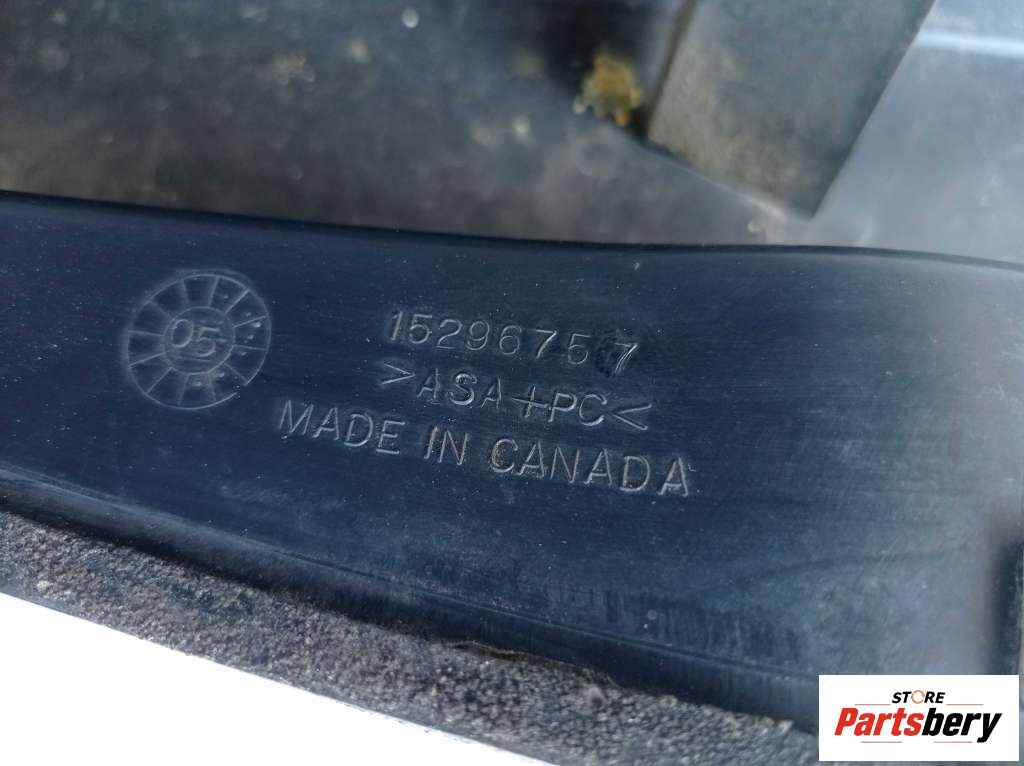 05
15296757
>ASA+PC<
MADE IN CANADA
STORE
Partsbery